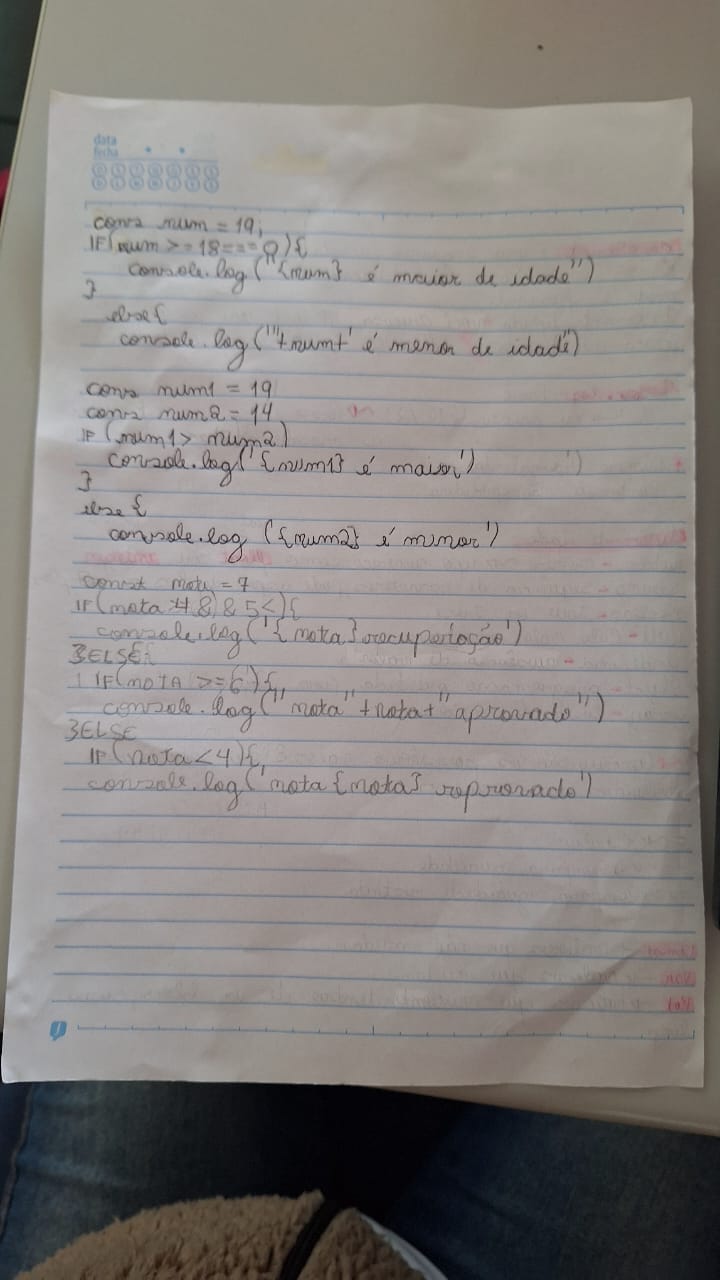 data
fecha
cons num = 19;
IF(num >= 18 === 0){
console.log("{num} é maior de idade")
}
else{
console.log("'+num+' é menor de idade")
cons num1 = 19
cons num2 = 14
IF (num1 > num2)
console.log('{num1} é maior')
}
else {
console.log ({num2} é minor')
const nota = 7
IF(nota 8 & 5<){
console.log('{nota} recuperação')
}ELSE{
IF(NOTA >= 6){
console.log("nota"+nota+"aprovado")
}ELSE
IF(nota<4){
console.log('nota {nota} reprovado')